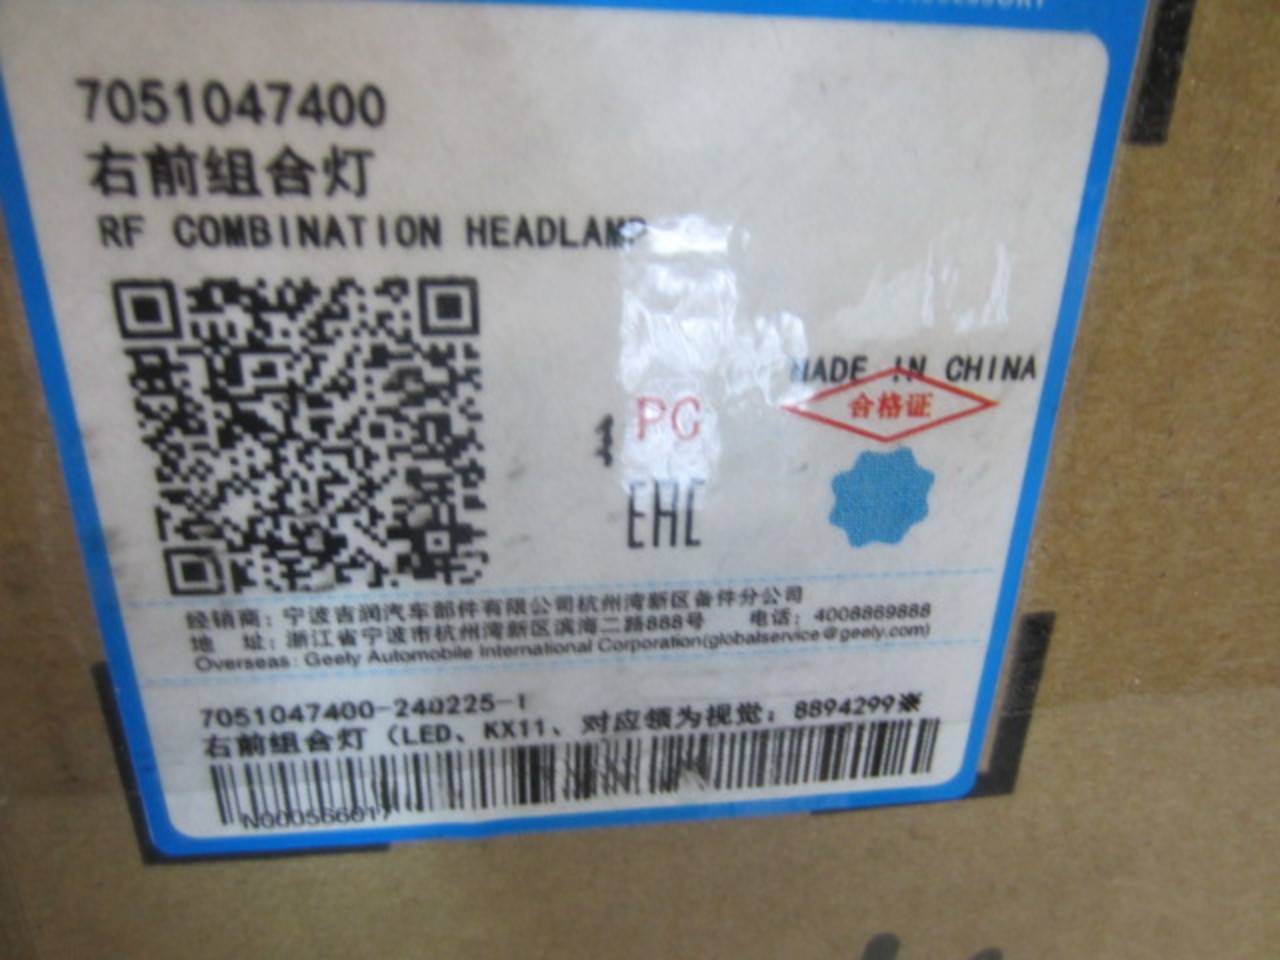 7051047400
右前组合灯
RF COMBINATION HEADLAMP
MADE IN CHINA
合格证
1 PG
EAC
经销商：宁波吉润汽车部件有限公司杭州湾新区备件分公司
地 址：浙江省宁波市杭州湾新区滨海二路888号 电话：4008869888
Overseas: Geely Automobile International Corporation(globalservice@geely.com)
7051047400-240225-1
右前组合灯（LED、KX11、对应领为视觉：8894299※
N000566017